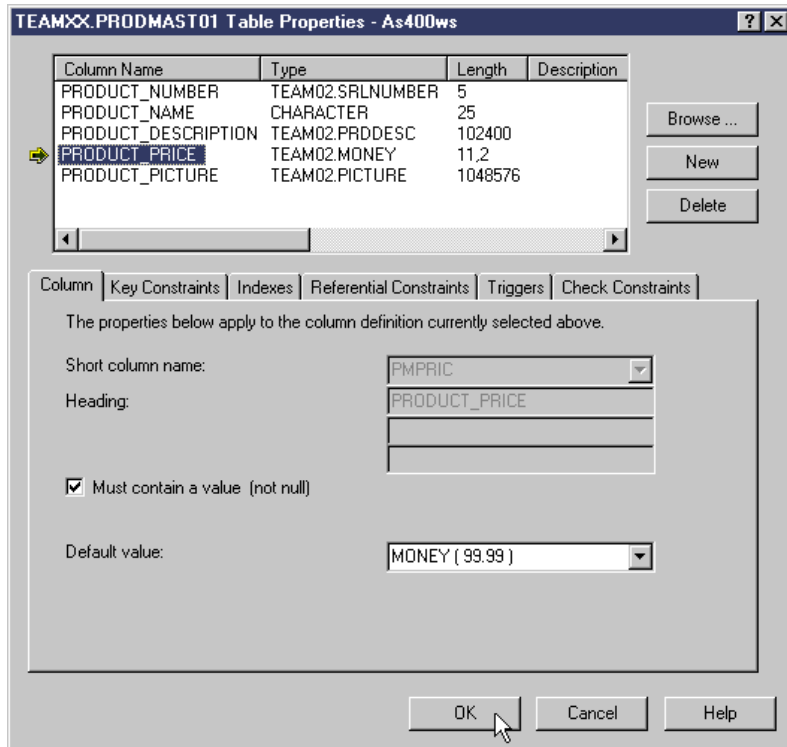 TEAMXX.PRODMAST01 Table Properties - As400ws
Column Name Type Length Description
PRODUCT_NUMBER TEAM02.SRLNUMBER 5
PRODUCT_NAME CHARACTER 25
PRODUCT_DESCRIPTION TEAM02.PRDDESC 102400
PRODUCT_PRICE TEAM02.MONEY 11,2
PRODUCT_PICTURE TEAM02.PICTURE 1048576
Browse ...
New
Delete
Column Key Constraints Indexes Referential Constraints Triggers Check Constraints
The properties below apply to the column definition currently selected above.
Short column name: PMPRIC
Heading: PRODUCT_PRICE
Must contain a value (not null)
Default value: MONEY ( 99.99 )
OK Cancel Help